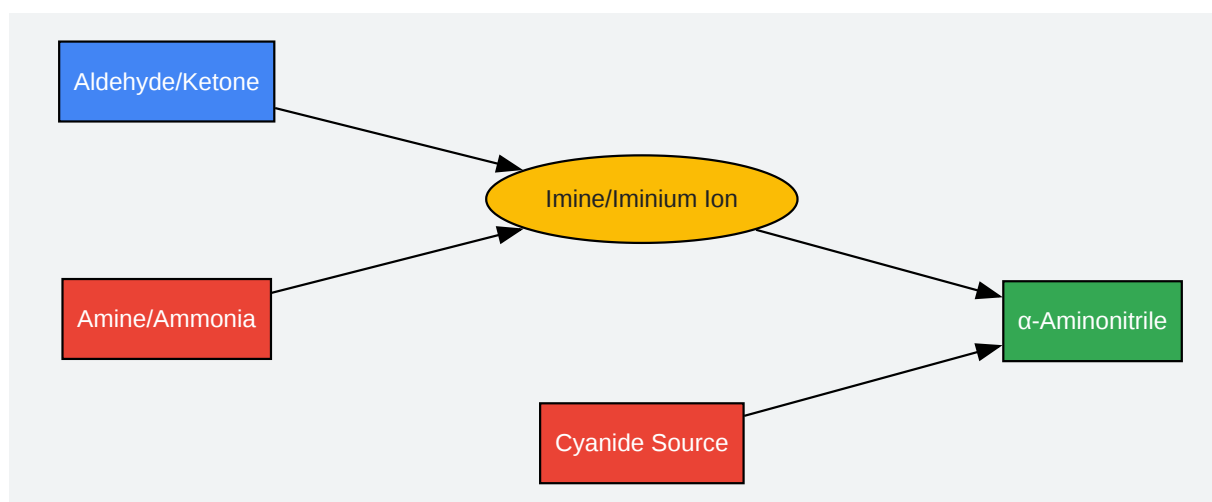 Aldehyde/Ketone
Imine/Iminium Ion
Amine/Ammonia
α-Aminonitrile
Cyanide Source